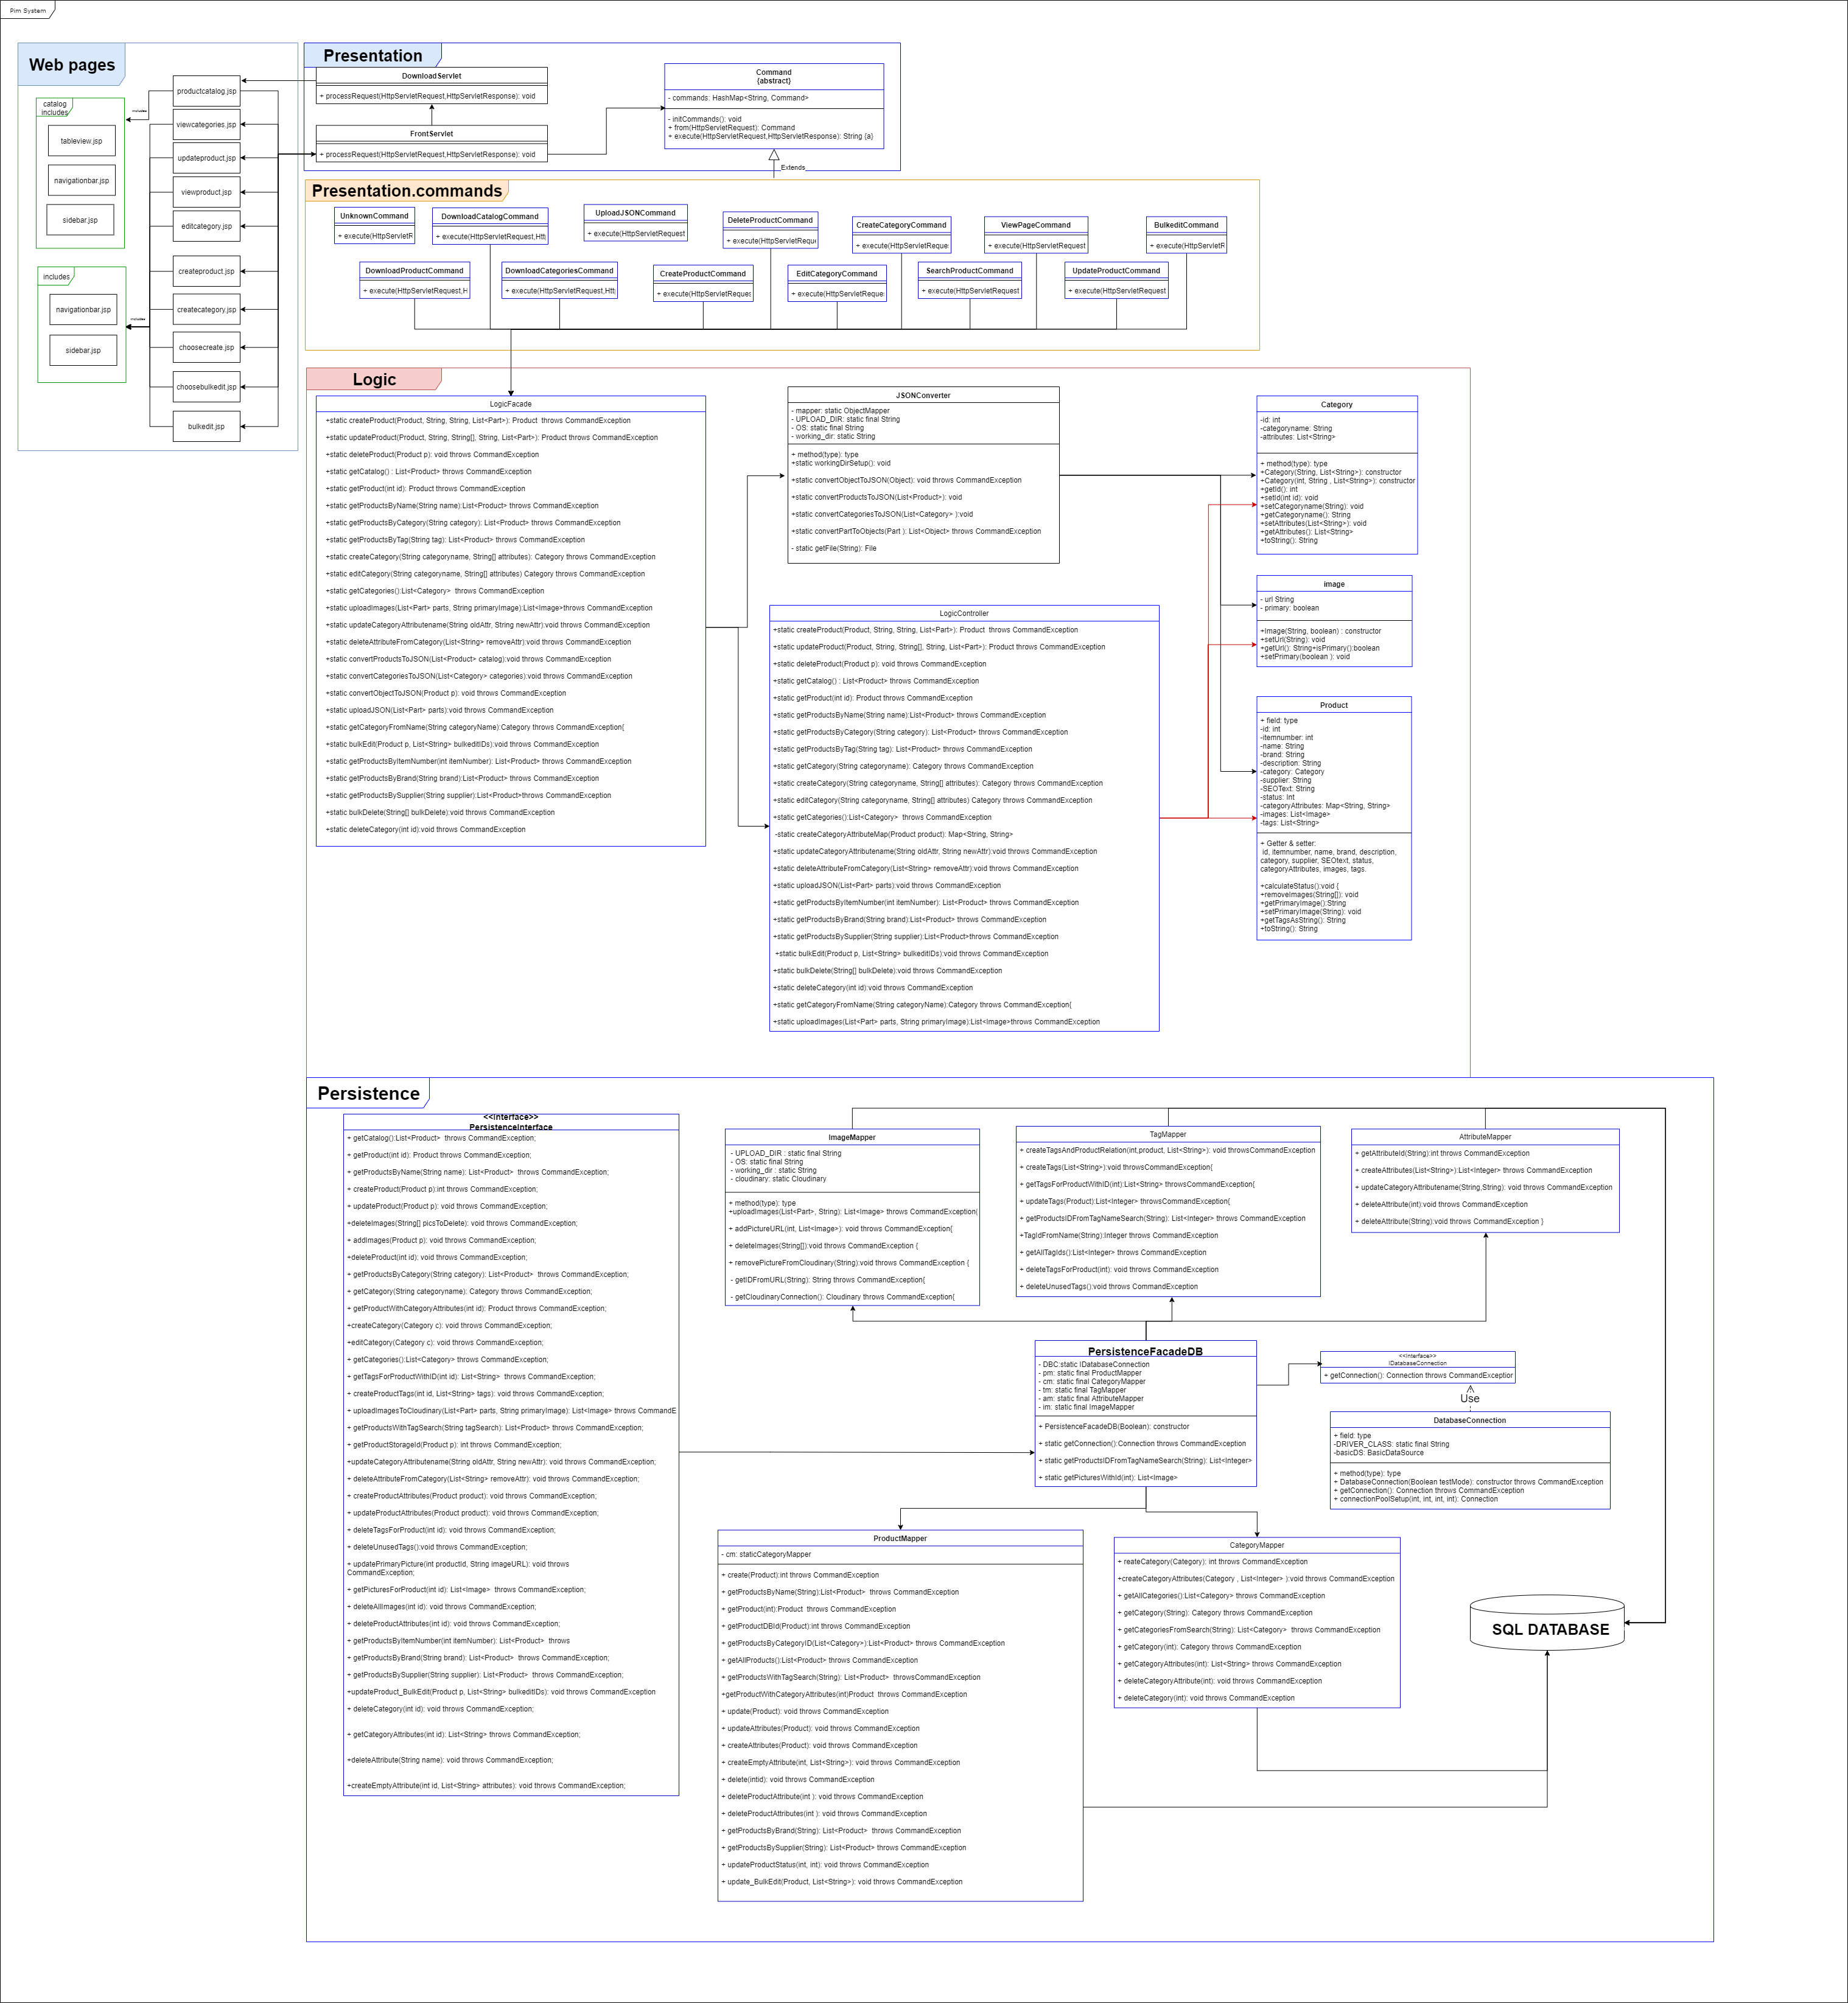 Pim System
Web pages
catalog
includes
tableview.jsp
navigationbar.jsp
sidebar.jsp
includes
navigationbar.jsp
sidebar.jsp
productcatalog.jsp
viewcategories.jsp
updateproduct.jsp
viewproduct.jsp
editcategory.jsp
createproduct.jsp
createcategory.jsp
choosecreate.jsp
choosebulkedit.jsp
bulkedit.jsp
includes
includes
Presentation
DownloadServlet
+ processRequest(HttpServletRequest,HttpServletResponse): void
FrontServlet
+ processRequest(HttpServletRequest,HttpServletResponse): void
Command
{abstract}
- commands: HashMap<String, Command>
- initCommands(): void
+ from(HttpServletRequest): Command
+ execute(HttpServletRequest,HttpServletResponse): String {a}
Extends
Presentation.commands
UnknownCommand
+ execute(HttpServletR
DownloadCatalogCommand
+ execute(HttpServletRequest,Htt
UploadJSONCommand
+ execute(HttpServletRequest
DeleteProductCommand
+ execute(HttpServletReque
CreateCategoryCommand
+ execute(HttpServletReque
ViewPageCommand
+ execute(HttpServletRequest
BulkeditCommand
+ execute(HttpServletR
DownloadProductCommand
+ execute(HttpServletRequest,H
DownloadCategoriesCommand
+ execute(HttpServletRequest,Htt
CreateProductCommand
+ execute(HttpServletReques
EditCategoryCommand
+ execute(HttpServletReque
SearchProductCommand
+ execute(HttpServletRequest
UpdateProductCommand
+ execute(HttpServletRequest
Logic
LogicFacade
+static createProduct(Product, String, String, List<Part>): Product  throws CommandException
+static updateProduct(Product, String, String[], String, List<Part>): Product throws CommandException
+static deleteProduct(Product p): void throws CommandException
+static getCatalog() : List<Product> throws CommandException
+static getProduct(int id): Product throws CommandException
+static getProductsByName(String name):List<Product> throws CommandException
+static getProductsByCategory(String category): List<Product> throws CommandException
+static getProductsByTag(String tag): List<Product> throws CommandException
+static createCategory(String categoryname, String[] attributes): Category throws CommandException
+static editCategory(String categoryname, String[] attributes) Category throws CommandException
+static getCategories():List<Category>  throws CommandException
+static uploadImages(List<Part> parts, String primaryImage):List<Image>throws CommandException
+static updateCategoryAttributename(String oldAttr, String newAttr):void throws CommandException
+static deleteAttributeFromCategory(List<String> removeAttr):void throws CommandException
+static convertProductsToJSON(List<Product> catalog):void throws CommandException
+static convertCategoriesToJSON(List<Category> categories):void throws CommandException
+static convertObjectToJSON(Product p): void throws CommandException
+static uploadJSON(List<Part> parts):void throws CommandException
+static getCategoryFromName(String categoryName):Category throws CommandException{
+static bulkEdit(Product p, List<String> bulkeditIDs):void throws CommandException
+static getProductsByItemNumber(int itemNumber): List<Product> throws CommandException
+static getProductsByBrand(String brand):List<Product> throws CommandException
+static getProductsBySupplier(String supplier):List<Product>throws CommandException
+static bulkDelete(String[] bulkDelete):void throws CommandException
+static deleteCategory(int id):void throws CommandException
JSONConverter
- mapper: static ObjectMapper
- UPLOAD_DIR: static final String
- OS: static final String
- working_dir: static String
+ method(type): type
+static workingDirSetup(): void
+static convertObjectToJSON(Object): void throws CommandException
+static convertProductsToJSON(List<Product>): void
+static convertCategoriesToJSON(List<Category> ):void
+static convertPartToObjects(Part ): List<Object> throws CommandException
- static getFile(String): File
LogicController
+static createProduct(Product, String, String, List<Part>): Product  throws CommandException
+static updateProduct(Product, String, String[], String, List<Part>): Product throws CommandException
+static deleteProduct(Product p): void throws CommandException
+static getCatalog() : List<Product> throws CommandException
+static getProduct(int id): Product throws CommandException
+static getProductsByName(String name):List<Product> throws CommandException
+static getProductsByCategory(String category): List<Product> throws CommandException
+static getProductsByTag(String tag): List<Product> throws CommandException
+static getCategory(String categoryname): Category throws CommandException
+static createCategory(String categoryname, String[] attributes): Category throws CommandException
+static editCategory(String categoryname, String[] attributes) Category throws CommandException
+static getCategories():List<Category>  throws CommandException
-static createCategoryAttributeMap(Product product): Map<String, String>
+static updateCategoryAttributename(String oldAttr, String newAttr):void throws CommandException
+static deleteAttributeFromCategory(List<String> removeAttr):void throws CommandException
+static uploadJSON(List<Part> parts):void throws CommandException
+static getProductsByItemNumber(int itemNumber): List<Product> throws CommandException
+static getProductsByBrand(String brand):List<Product> throws CommandException
+static getProductsBySupplier(String supplier):List<Product>throws CommandException
+static bulkEdit(Product p, List<String> bulkeditIDs):void throws CommandException
+static bulkDelete(String[] bulkDelete):void throws CommandException
+static deleteCategory(int id):void throws CommandException
+static getCategoryFromName(String categoryName):Category throws CommandException{
+static uploadImages(List<Part> parts, String primaryImage):List<Image>throws CommandException
Category
-id: int
-categoryname: String
-attributes: List<String>
+ method(type): type
+Category(String, List<String>): constructor
+Category(int, String , List<String>): constructor
+getId(): int
+setId(int id): void
+setCategoryname(String): void
+getCategoryname(): String
+setAttributes(List<String>): void
+getAttributes(): List<String>
+toString(): String
image
- url String
- primary: boolean
+Image(String, boolean) : constructor
+setUrl(String): void
+getUrl(): String+isPrimary():boolean
+setPrimary(boolean ): void
Product
+ field: type
-id: int
-itemnumber: int
-name: String
-brand: String
-description: String
-category: Category
-supplier: String
-SEOText: String
-status: Int
-categoryAttributes: Map<String, String>
-images: List<Image>
-tags: List<String>
+ Getter & setter:
id, itemnumber, name, brand, description,
category, supplier, SEOtext, status,
categoryAttributes, images, tags.
+calculateStatus():void {
+removeImages(String[]): void
+getPrimaryImage():String
+setPrimaryImage(String): void
+getTagsAsString(): String
+toString(): String
Persistence
<<Interface>>
PersistenceInterface
+ getCatalog():List<Product>  throws CommandException;
+ getProduct(int id): Product throws CommandException;
+ getProductsByName(String name): List<Product>  throws CommandException;
+ createProduct(Product p):int throws CommandException;
+ updateProduct(Product p): void throws CommandException;
+deleteImages(String[] picsToDelete): void throws CommandException;
+ addImages(Product p): void throws CommandException;
+deleteProduct(int id): void throws CommandException;
+ getProductsByCategory(String category): List<Product>  throws CommandException;
+ getCategory(String categoryname): Category throws CommandException;
+ getProductWithCategoryAttributes(int id): Product throws CommandException;
+createCategory(Category c): void throws CommandException;
+editCategory(Category c): void throws CommandException;
+ getCategories():List<Category> throws CommandException;
+ getTagsForProductWithID(int id): List<String>  throws CommandException;
+ createProductTags(int id, List<String> tags): void throws CommandException;
+ uploadImagesToCloudinary(List<Part> parts, String primaryImage): List<Image> throws CommandE
+ getProductsWithTagSearch(String tagSearch): List<Product> throws CommandException;
+ getProductStorageId(Product p): int throws CommandException;
+updateCategoryAttributename(String oldAttr, String newAttr): void throws CommandException;
+ deleteAttributeFromCategory(List<String> removeAttr): void throws CommandException;
+ createProductAttributes(Product product): void throws CommandException;
+ updateProductAttributes(Product product): void throws CommandException;
+ deleteTagsForProduct(int id): void throws CommandException;
+ deleteUnusedTags():void throws CommandException;
+ updatePrimaryPicture(int productId, String imageURL): void throws
CommandException;
+ getPicturesForProduct(int id): List<Image>  throws CommandException;
+ deleteAllImages(int id): void throws CommandException;
+ deleteProductAttributes(int id): void throws CommandException;
+ getProductsByItemNumber(int itemNumber): List<Product>  throws
+ getProductsByBrand(String brand): List<Product>  throws CommandException;
+ getProductsBySupplier(String supplier): List<Product>  throws CommandException;
+updateProduct_BulkEdit(Product p, List<String> bulkeditIDs): void throws CommandException
+ deleteCategory(int id): void throws CommandException;
+ getCategoryAttributes(int id): List<String> throws CommandException;
+deleteAttribute(String name): void throws CommandException;
+createEmptyAttribute(int id, List<String> attributes): void throws CommandException;
ImageMapper
- UPLOAD_DIR : static final String
- OS: static final String
- working_dir : static String
- cloudinary: static Cloudinary
+ method(type): type
+uploadImages(List<Part>, String): List<Image> throws CommandException(
+ addPictureURL(int, List<Image>): void throws CommandException{
+ deleteImages(String[]):void throws CommandException {
+ removePictureFromCloudinary(String):void throws CommandException {
- getIDFromURL(String): String throws CommandException{
- getCloudinaryConnection(): Cloudinary throws CommandException{
TagMapper
+ createTagsAndProductRelation(int,product, List<String>): void throwsCommandException
+ createTags(List<String>):void throwsCommandException{
+ getTagsForProductWithID(int):List<String> throwsCommandException{
+ updateTags(Product):List<Integer> throwsCommandException{
+ getProductsIDFromTagNameSearch(String): List<Integer> throws CommandException
+TagIdFromName(String):Integer throws CommandException
+ getAllTagIds():List<Integer> throws CommandException
+ deleteTagsForProduct(int): void throws CommandException
+ deleteUnusedTags():void throws CommandException
AttributeMapper
+ getAttributeId(String):int throws CommandException
+ createAttributes(List<String>):List<Integer> throws CommandException
+ updateCategoryAttributename(String,String): void throws CommandException
+ deleteAttribute(int):void throws CommandException
+ deleteAttribute(String):void throws CommandException }
PersistenceFacadeDB
- DBC:static IDatabaseConnection
- pm: static final ProductMapper
- cm: static final CategoryMapper
- tm: static final TagMapper
- am: static final AttributeMapper
- im: static final ImageMapper
+ PersistenceFacadeDB(Boolean): constructor
+ static getConnection():Connection throws CommandException
+ static getProductsIDFromTagNameSearch(String): List<Integer>
+ static getPicturesWithId(int): List<Image>
<<Interface>>
IDatabaseConnection
+ getConnection(): Connection throws CommandException
Use
DatabaseConnection
+ field: type
-DRIVER_CLASS: static final String
-basicDS: BasicDataSource
+ method(type): type
+ DatabaseConnection(Boolean testMode): constructor throws CommandException
+ getConnection(): Connection throws CommandException
+ connectionPoolSetup(int, int, int, int): Connection
ProductMapper
- cm: staticCategoryMapper
+ create(Product):int throws CommandException
+ getProductsByName(String):List<Product>  throws CommandException
+ getProduct(int):Product  throws CommandException
+ getProductDBId(Product):int throws CommandException
+ getProductsByCategoryID(List<Category>):List<Product> throws CommandException
+ getAllProducts():List<Product> throws CommandException
+ getProductsWithTagSearch(String): List<Product>  throwsCommandException
+getProductWithCategoryAttributes(int)Product  throws CommandException
+ update(Product): void throws CommandException
+ updateAttributes(Product): void throws CommandException
+ createAttributes(Product): void throws CommandException
+ createEmptyAttribute(int, List<String>): void throws CommandException
+ delete(intid): void throws CommandException
+ deleteProductAttribute(int ): void throws CommandException
+ deleteProductAttributes(int ): void throws CommandException
+ getProductsByBrand(String): List<Product>  throws CommandException
+ getProductsBySupplier(String): List<Product> throws CommandException
+ updateProductStatus(int, int): void throws CommandException
+ update_BulkEdit(Product, List<String>): void throws CommandException
CategoryMapper
+ reateCategory(Category): int throws CommandException
+createCategoryAttributes(Category , List<Integer> ):void throws CommandException
+ getAllCategories():List<Category> throws CommandException
+ getCategory(String): Category throws CommandException
+ getCategoriesFromSearch(String): List<Category>  throws CommandException
+ getCategory(int): Category throws CommandException
+ getCategoryAttributes(int): List<String> throws CommandException
+ deleteCategoryAttribute(int): void throws CommandException
+ deleteCategory(int): void throws CommandException
SQL DATABASE